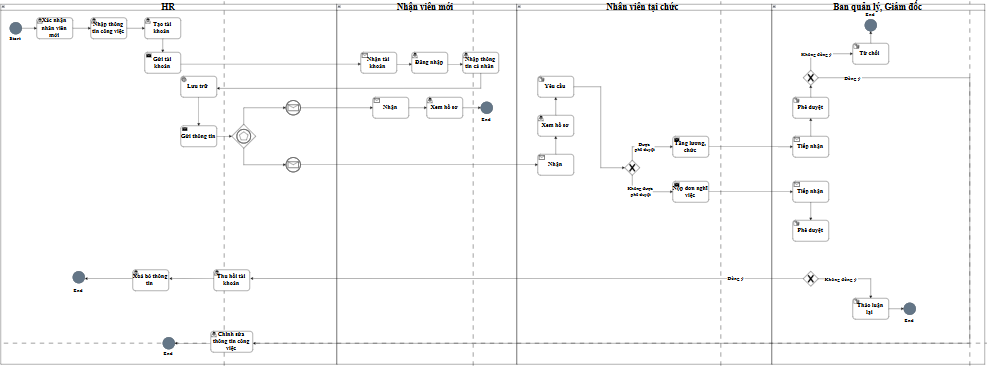 HR
Nhận viên mới
Nhân viên tại chức
Ban quản lý, Giám đốc
Start
Xác nhận
nhân viên
mới
Nhập thông
tin công việc
Tạo tài
khoản
Gửi tài
khoản
Nhận tài
khoản
Đăng nhập
Nhập thông
tin cá nhân
Lưu trữ
Gửi thông tin
Nhận
Xem hồ sơ
End
Yêu cầu
Xem hồ sơ
Nhận
Được
phê duyệt
Không được
phê duyệt
Tăng lương,
chức
Nộp đơn nghỉ
việc
End
Từ chối
Không đồng ý
Đồng ý
Phê duyệt
Tiếp nhận
Tiếp nhận
Phê duyệt
End
Xoá bỏ thông
tin
Thu hồi tài
khoản
Đồng ý
Không đồng ý
Thảo luận
lại
End
End
Chỉnh sửa
thông tin công
việc